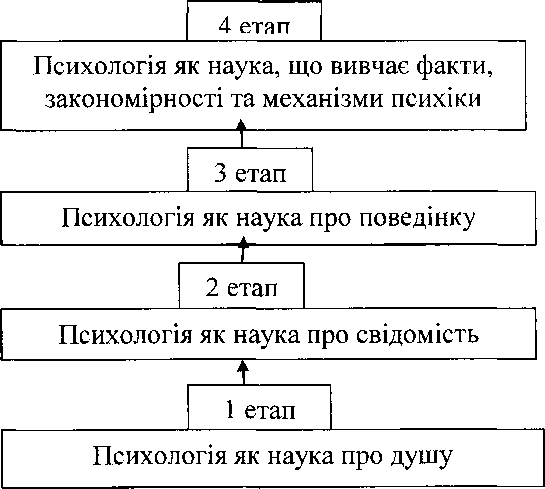 4 етап
Психологія як наука, що вивчає факти,
закономірності та механізми психіки
3 етап
Психологія як наука про поведінку
2 етап
Психологія як наука про свідомість
1 етап
Психологія як наука про душу